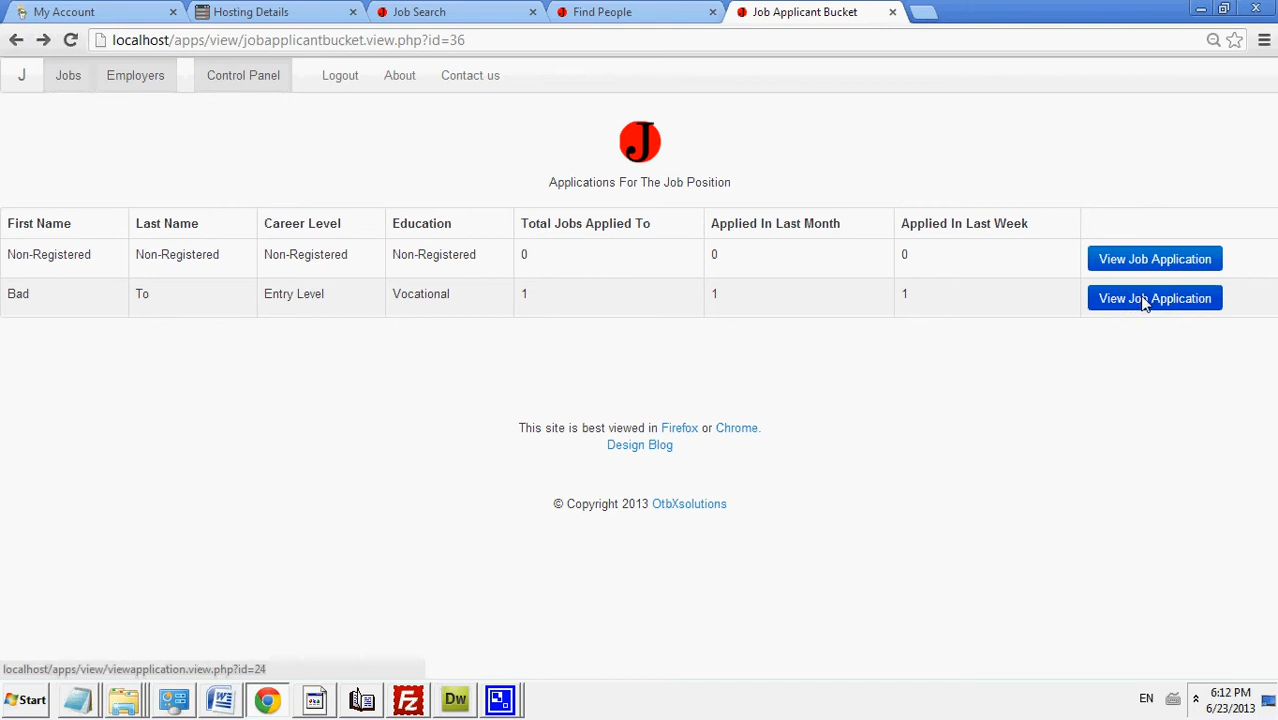 My Account
Hosting Details
Job Search
Find People
Job Applicant Bucket
localhost/apps/view/jobapplicantbucket.view.php?id=36
J Jobs Employers Control Panel Logout About Contact us
J
Applications For The Job Position
First Name Last Name Career Level Education Total Jobs Applied To Applied In Last Month Applied In Last Week
Non-Registered Non-Registered Non-Registered Non-Registered 0 0 0 View Job Application
Bad To Entry Level Vocational 1 1 1 View Job Application
This site is best viewed in Firefox or Chrome.
Design Blog
© Copyright 2013 OtbXsolutions
localhost/apps/view/viewapplication.view.php?id=24
Start
W
Fz
Dw
EN
6:12 PM
6/23/2013